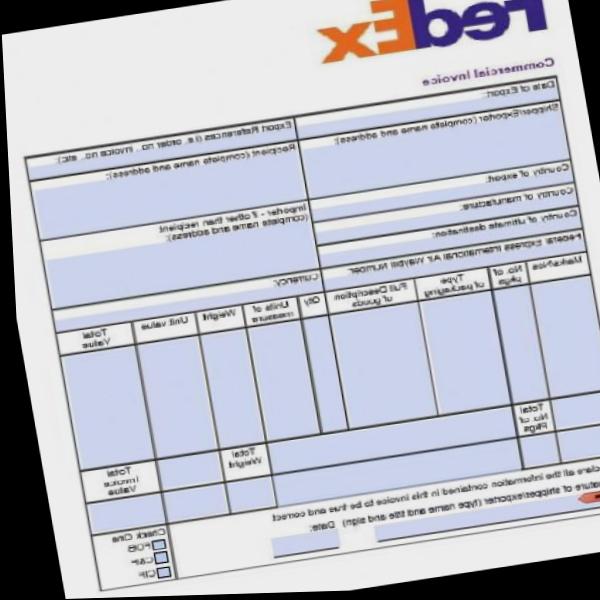 FedEx
Commercial Invoice
Date of Export:
Export References (i.e. order no., invoice no., etc):
Shipper/Exporter (complete name and address):
Recipient (complete name and address):
Country of export:
Importer - if other than recipient
(complete name and address):
Country of manufacture:
Country of ultimate destination:
Federal Express International Air Waybill Number
Currency:
Marks/Nos
No. of pkgs
Type of packaging
Full Description of goods
Qty
Units of measure
Weight
Unit value
Total Value
Total No. of Pkgs
Total Weight
Total Invoice Value
all the information contained in this invoice to be true and correct
of shipper/exporter (type name and title and sign)
Date:
Check One
FOB
C&F
CIF